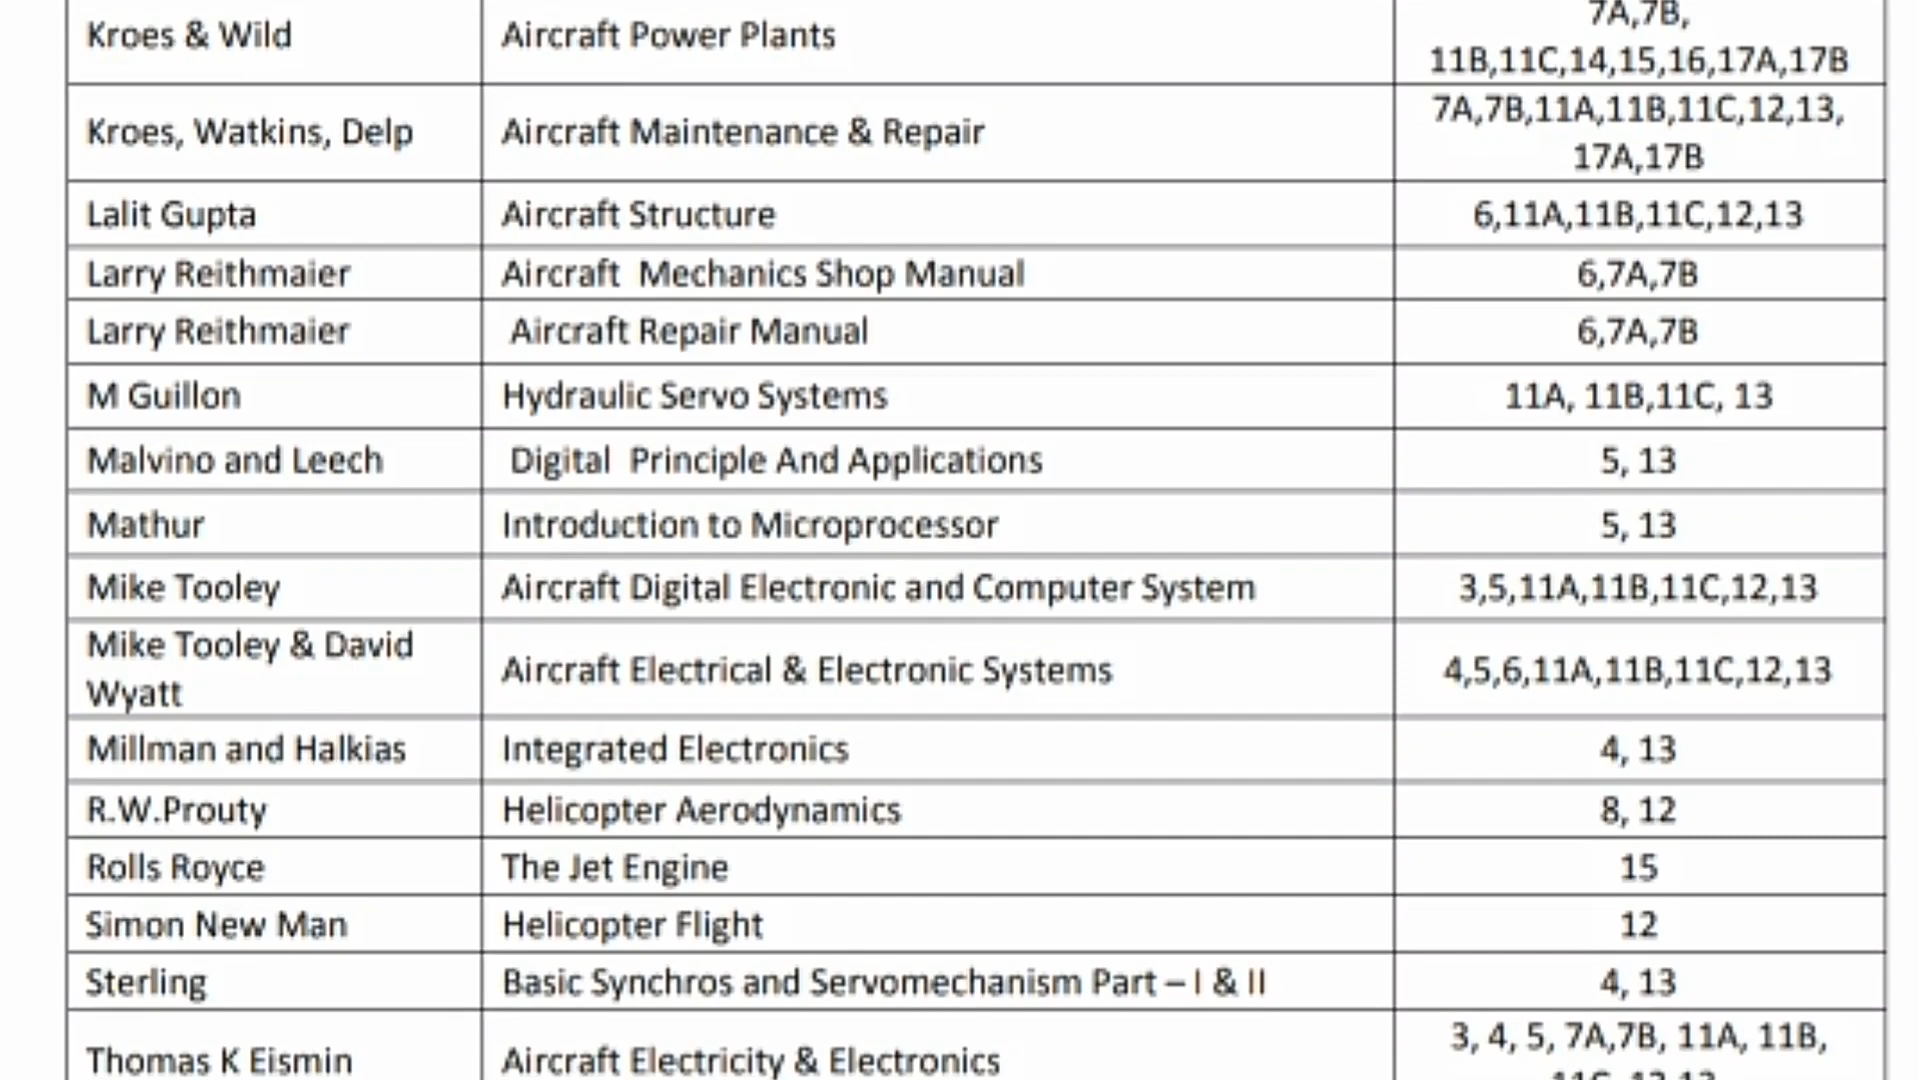 7A,7B,
Kroes & Wild Aircraft Power Plants
11B,11C,14,15,16,17A,17B
7A,7B,11A,11B,11C,12,13,
Kroes, Watkins, Delp Aircraft Maintenance & Repair
17A,17B
Lalit Gupta Aircraft Structure 6,11A,11B,11C,12,13
Larry Reithmaier Aircraft Mechanics Shop Manual 6,7A,7B
Larry Reithmaier Aircraft Repair Manual 6,7A,7B
M Guillon Hydraulic Servo Systems 11A, 11B,11C, 13
Malvino and Leech Digital Principle And Applications 5, 13
Mathur Introduction to Microprocessor 5, 13
Mike Tooley Aircraft Digital Electronic and Computer System 3,5,11A,11B,11C,12,13
Mike Tooley & David
Wyatt
Aircraft Electrical & Electronic Systems 4,5,6,11A,11B,11C,12,13
Millman and Halkias Integrated Electronics 4, 13
R.W.Prouty Helicopter Aerodynamics 8, 12
Rolls Royce The Jet Engine 15
Simon New Man Helicopter Flight 12
Sterling Basic Synchros and Servomechanism Part – I & II 4, 13
3, 4, 5, 7A,7B, 11A, 11B,
Thomas K Eismin Aircraft Electricity & Electronics